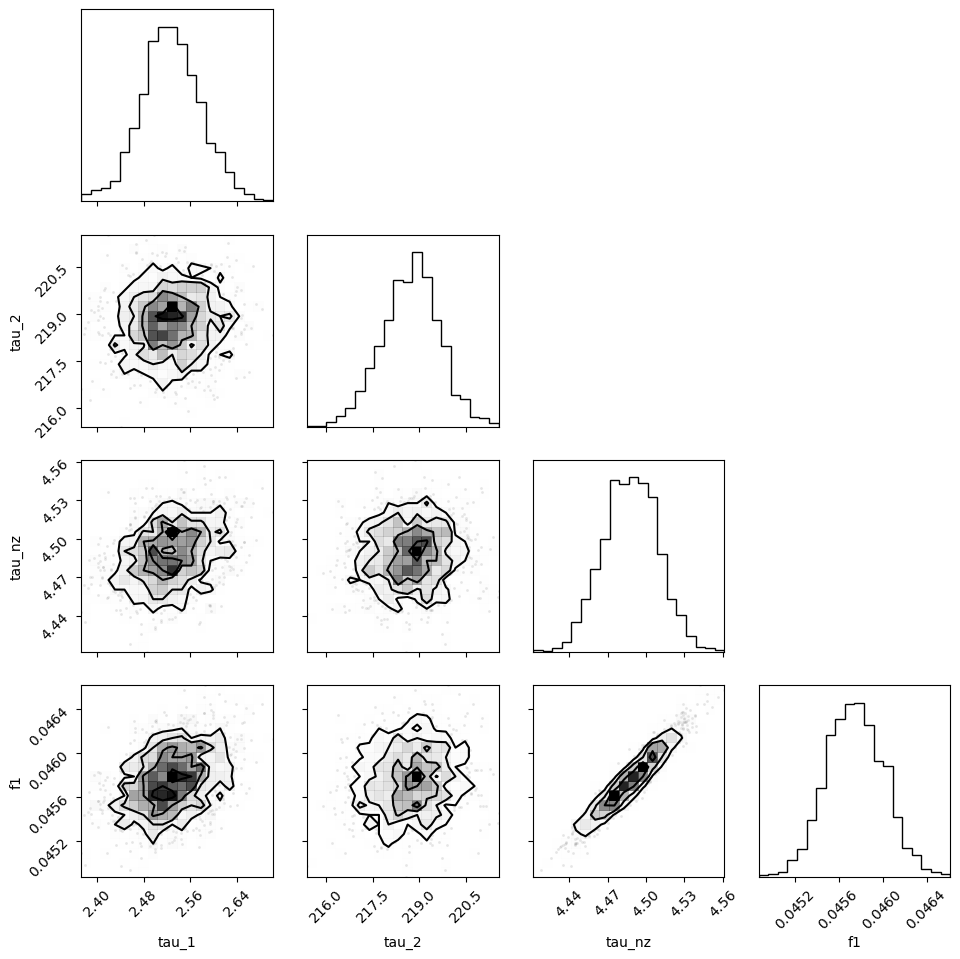 tau_2
220.5
219.0
217.5
216.0
tau_nz
4.56
4.53
4.50
4.47
4.44
f1
0.0464
0.0460
0.0456
0.0452
2.40 2.48 2.56 2.64
216.0 217.5 219.0 220.5
4.44 4.47 4.50 4.53 4.56
0.0452 0.0456 0.0460 0.0464
tau_1 tau_2 tau_nz f1